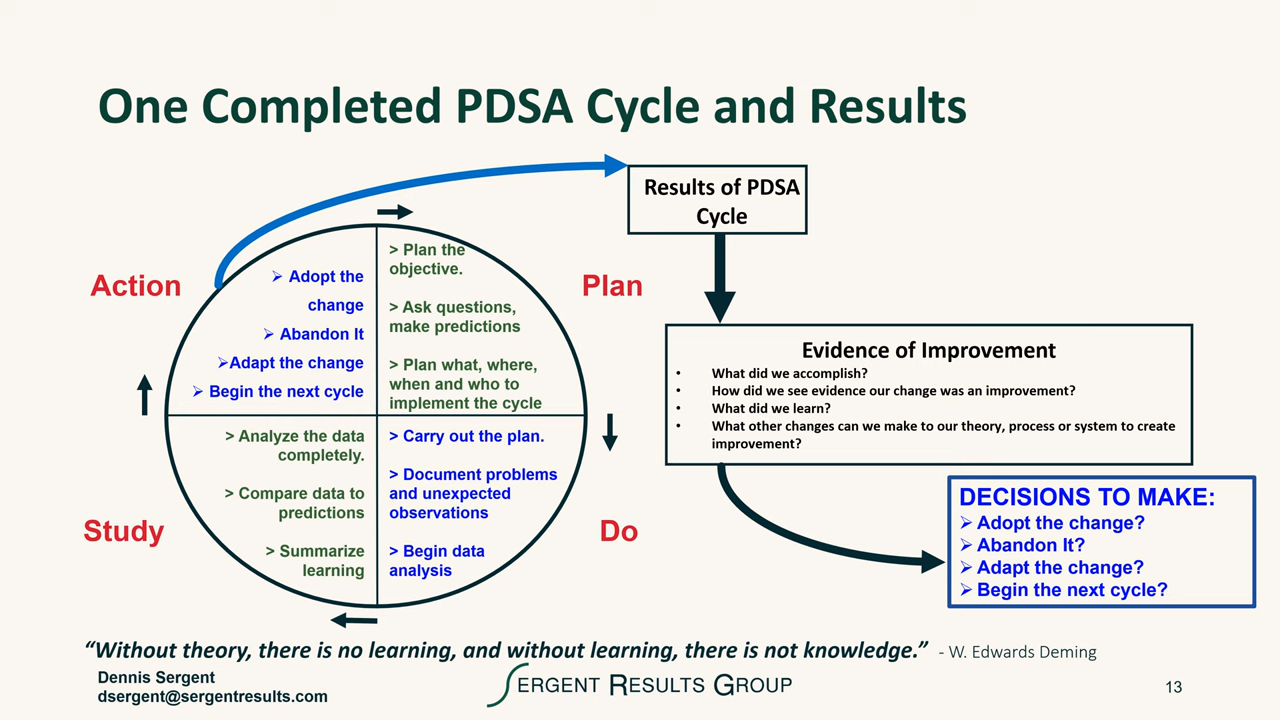 One Completed PDSA Cycle and Results
Results of PDSA
Cycle
Action
➢ Adopt the
change
➢ Abandon It
➢Adapt the change
➢ Begin the next cycle
> Plan the
objective.
> Ask questions,
make predictions
> Plan what, where,
when and who to
implement the cycle
Plan
Study
> Analyze the data
completely.
> Compare data to
predictions
> Summarize
learning
> Carry out the plan.
> Document problems
and unexpected
observations
> Begin data
analysis
Do
Evidence of Improvement
• What did we accomplish?
• How did we see evidence our change was an improvement?
• What did we learn?
• What other changes can we make to our theory, process or system to create
improvement?
DECISIONS TO MAKE:
➢ Adopt the change?
➢ Abandon It?
➢ Adapt the change?
➢ Begin the next cycle?
“Without theory, there is no learning, and without learning, there is not knowledge.” - W. Edwards Deming
Dennis Sergent
dsergent@sergentresults.com
SERGENT RESULTS GROUP
13